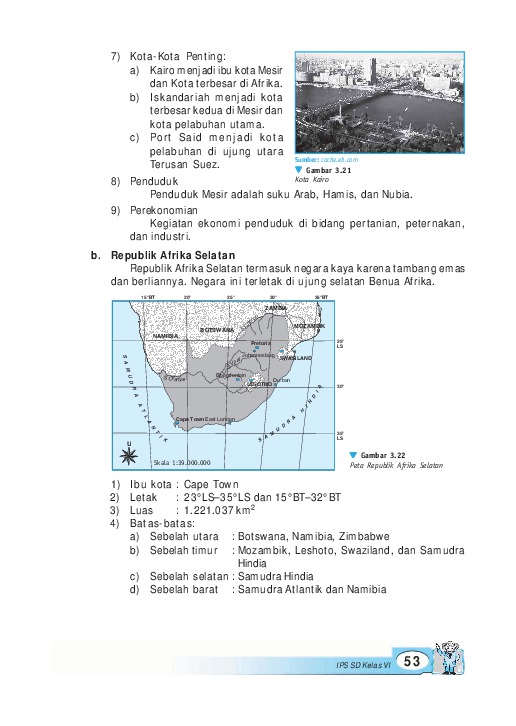 7) Kota-Kota Penting:
a) Kairo menjadi ibu kota Mesir
dan Kota terbesar di Afrika.
b) Iskandariah menjadi kota
terbesar kedua di Mesir dan
kota pelabuhan utama.
c) Port Said menjadi kota
pelabuhan di ujung utara
Terusan Suez.
Sumber: cache.eb.com
Gambar 3.21
Kota Kairo
8) Penduduk
Penduduk Mesir adalah suku Arab, Hamis, dan Nubia.
9) Perekonomian
Kegiatan ekonomi penduduk di bidang pertanian, peternakan,
dan industri.
b. Republik Afrika Selatan
Republik Afrika Selatan termasuk negara kaya karena tambang emas
dan berliannya. Negara ini terletak di ujung selatan Benua Afrika.
15°BT 20° 25° 30° 35°BT
ZAMBIA
BOTSWANA
MOZAMBIK
NAMIBIA
Pretoria
LS
Johannesburg
SWAZILAND
Durban
LESOTHO
30°
SAMUDRA ATLANTIK
SAMUDRA HINDIA
Cape Town East London
LS
U
Skala 1:39.000.000
Gambar 3.22
Peta Republik Afrika Selatan
1) Ibu kota : Cape Town
2) Letak : 23°LS–35°LS dan 15°BT–32°BT
3) Luas : 1.221.037 km²
4) Batas-batas:
a) Sebelah utara : Botswana, Namibia, Zimbabwe
b) Sebelah timur : Mozambik, Leshoto, Swaziland, dan Samudra
Hindia
c) Sebelah selatan : Samudra Hindia
d) Sebelah barat : Samudra Atlantik dan Namibia
IPS SD Kelas VI 53